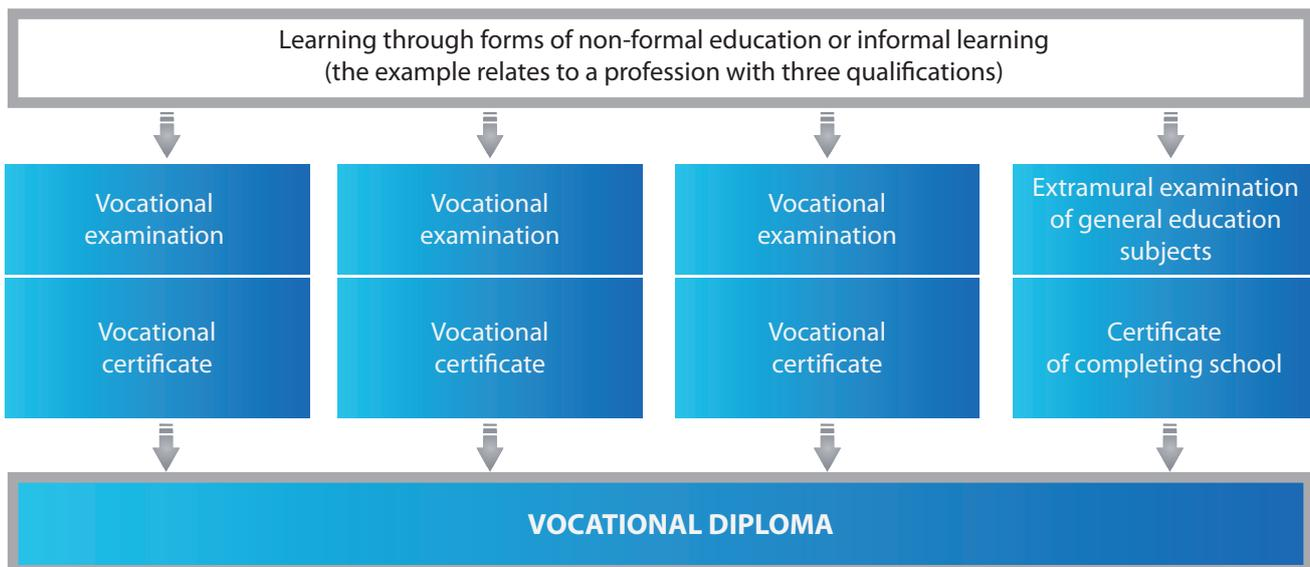 Learning through forms of non-formal education or informal learning
(the example relates to a profession with three qualifications)
Vocational
examination
Vocational
certificate
Vocational
examination
Vocational
certificate
Vocational
examination
Vocational
certificate
Extramural examination
of general education
subjects
Certificate
of completing school
VOCATIONAL DIPLOMA